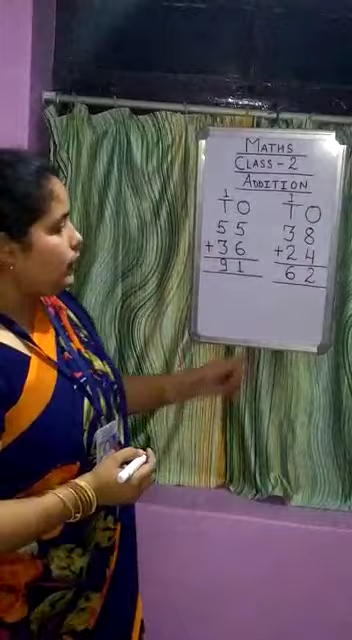 MATHS
CLASS-2
ADDITION
1 1
T O T O
5 5 3 8
+3 6 +2 4
9 1 6 2